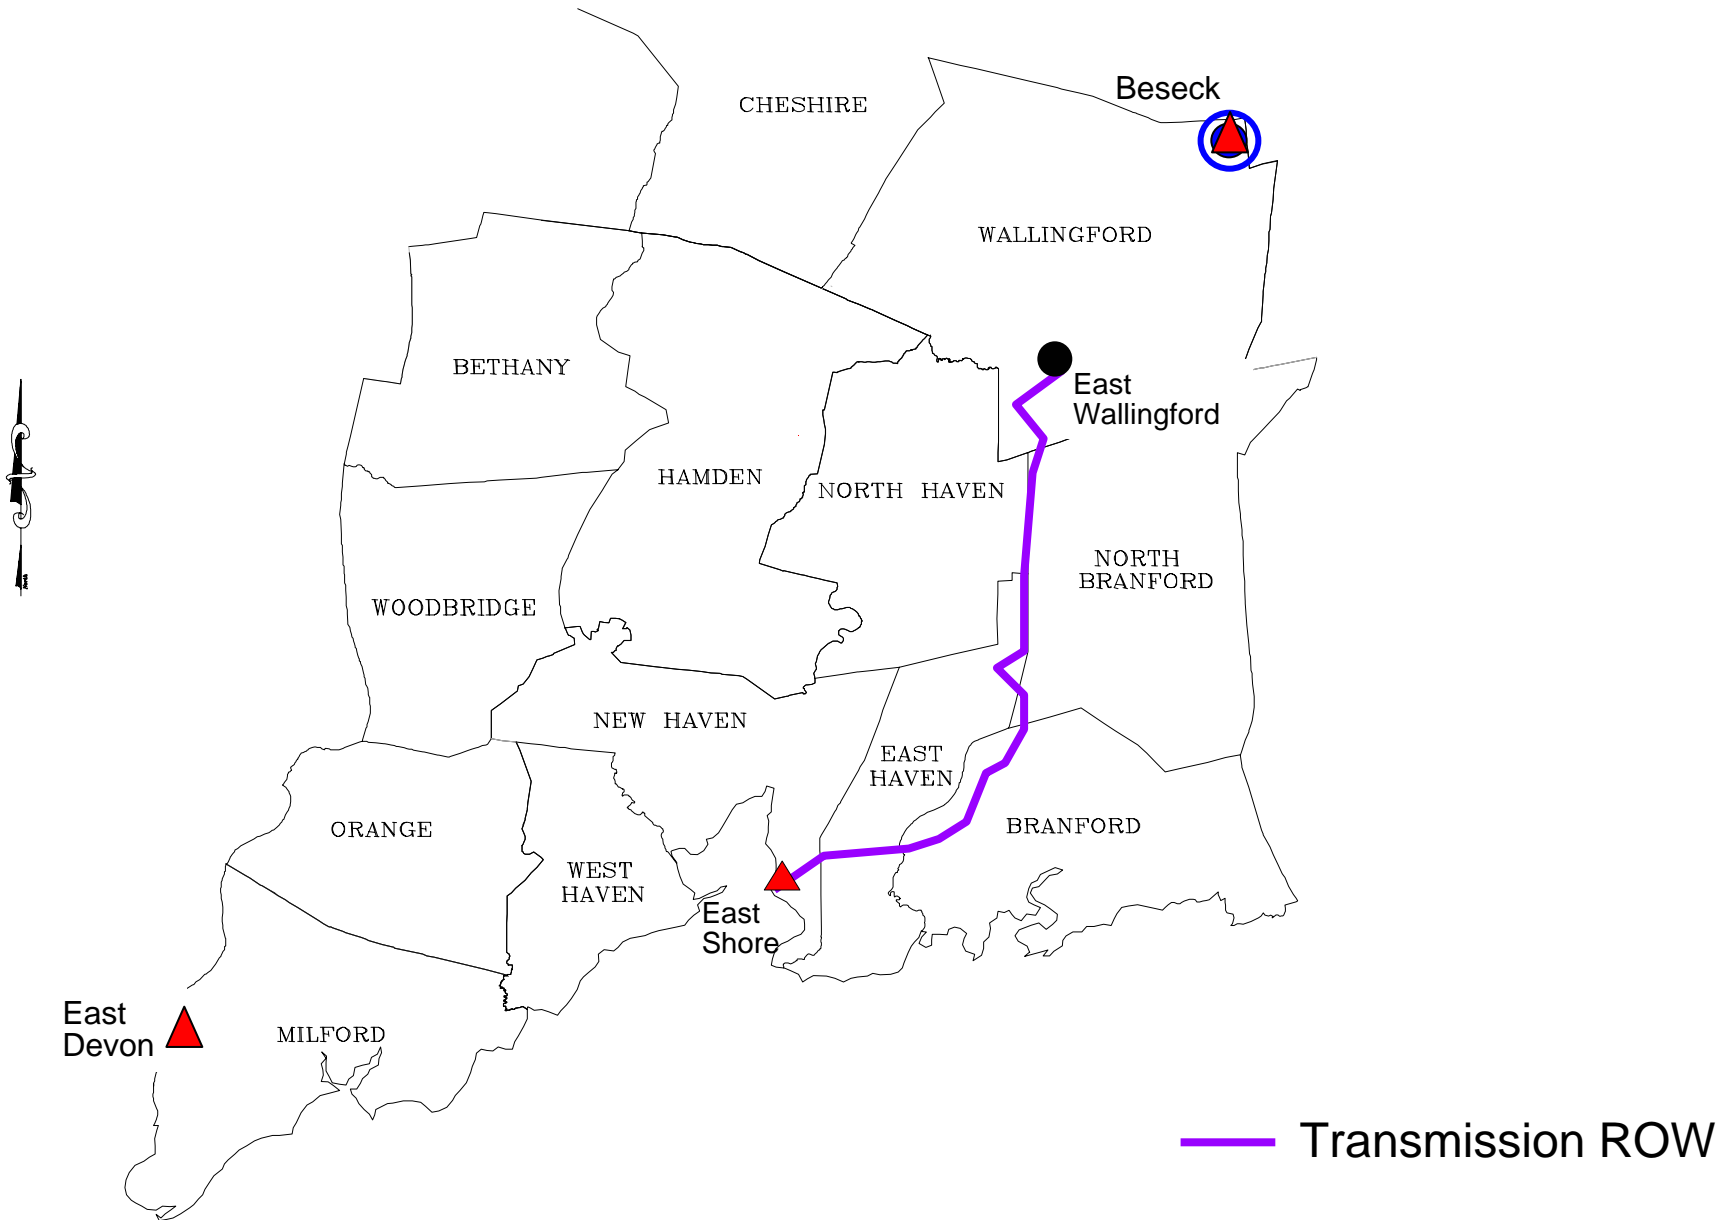 Beseck
CHESHIRE
WALLINGFORD
BETHANY
East
Wallingford
HAMDEN
NORTH HAVEN
NORTH
BRANFORD
WOODBRIDGE
NEW HAVEN
EAST
HAVEN
ORANGE
BRANFORD
WEST
HAVEN
East
Shore
East
Devon
MILFORD
Transmission ROW